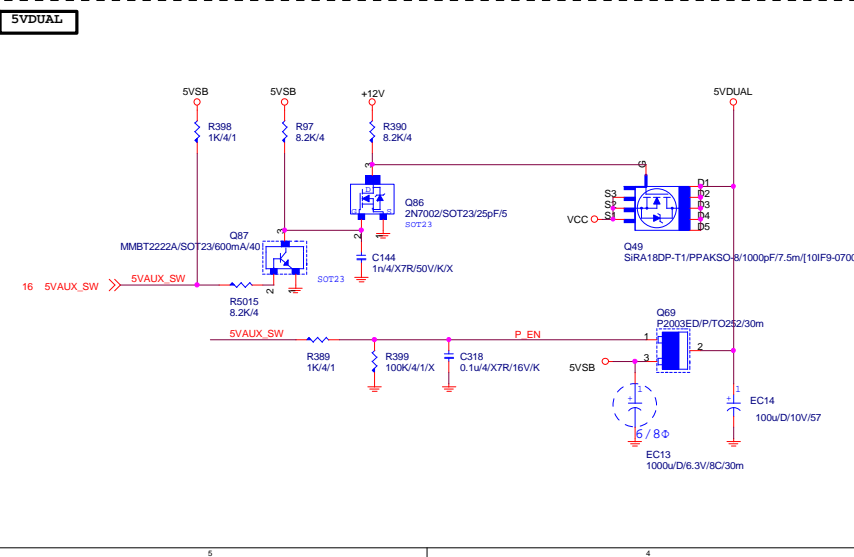 5VDUAL
5VSB
5VSB
+12V
5VDUAL
R398
1K/4/1
R97
8.2K/4
R390
8.2K/4
3
G
D
G
S
Q86
2N7002/SOT23/25pF/5
SOT23
2
1
S3
S2
S1
D1
D2
D3
D4
D5
VCC
Q87
MMBT2222A/SOT23/600mA/40
3
Q49
SiRA18DP-T1/PPAKSO-8/1000pF/7.5m/[10IF9-0700
C144
1n/4/X7R/50V/K/X
SOT23
16 5VAUX_SW
5VAUX_SW
2
1
R5015
8.2K/4
Q69
P2003ED/P/TO252/30m
5VAUX_SW
P_EN
1
2
3
R389
1K/4/1
R399
100K/4/1/X
C318
0.1u/4/X7R/16V/K
5VSB
1
+
1
+
EC14
100u/D/10V/57
6/8Φ
EC13
1000u/D/6.3V/8C/30m
5
4